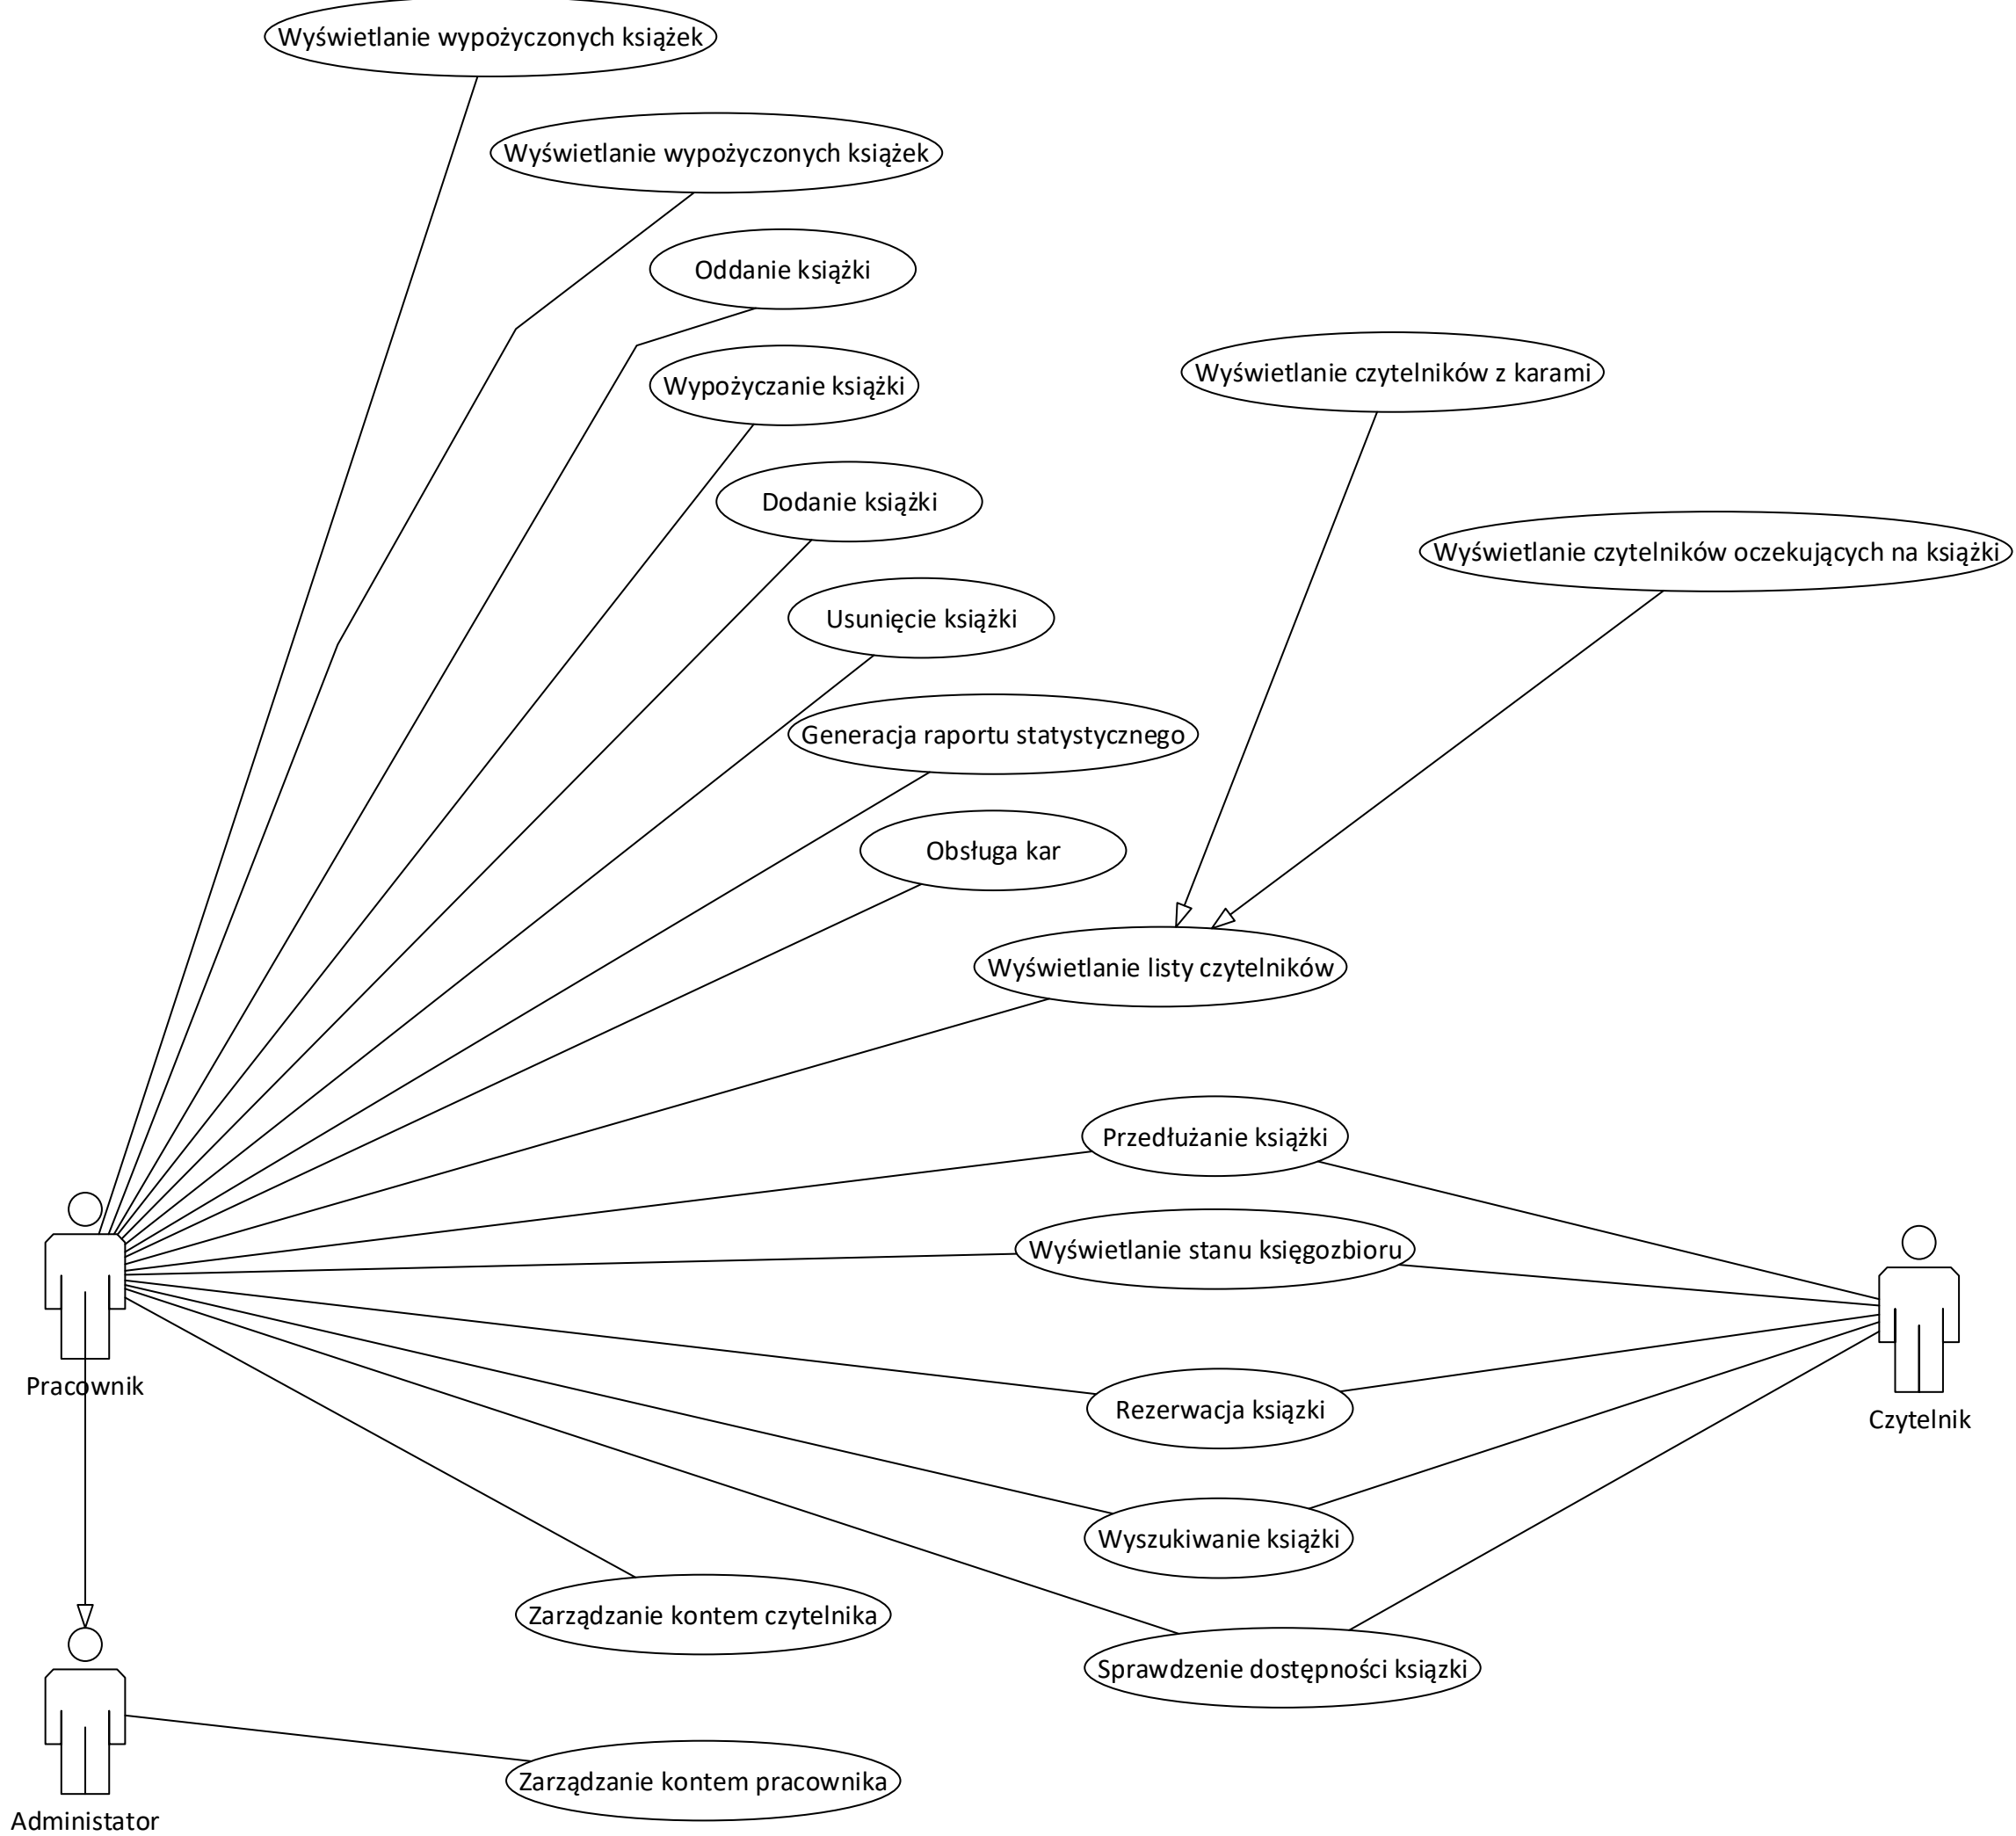 Wyświetlanie wypożyczonych książek
Wyświetlanie wypożyczonych książek
Oddanie książki
Wyświetlanie czytelników z karami
Wypożyczanie książki
Dodanie książki
Wyświetlanie czytelników oczekujących na książki
Usunięcie książki
Generacja raportu statystycznego
Obsługa kar
Wyświetlanie listy czytelników
Przedłużanie książki
Wyświetlanie stanu księgozbioru
Pracownik
Rezerwacja ksiązki
Czytelnik
Wyszukiwanie książki
Zarządzanie kontem czytelnika
Sprawdzenie dostępności ksiązki
Zarządzanie kontem pracownika
Administator